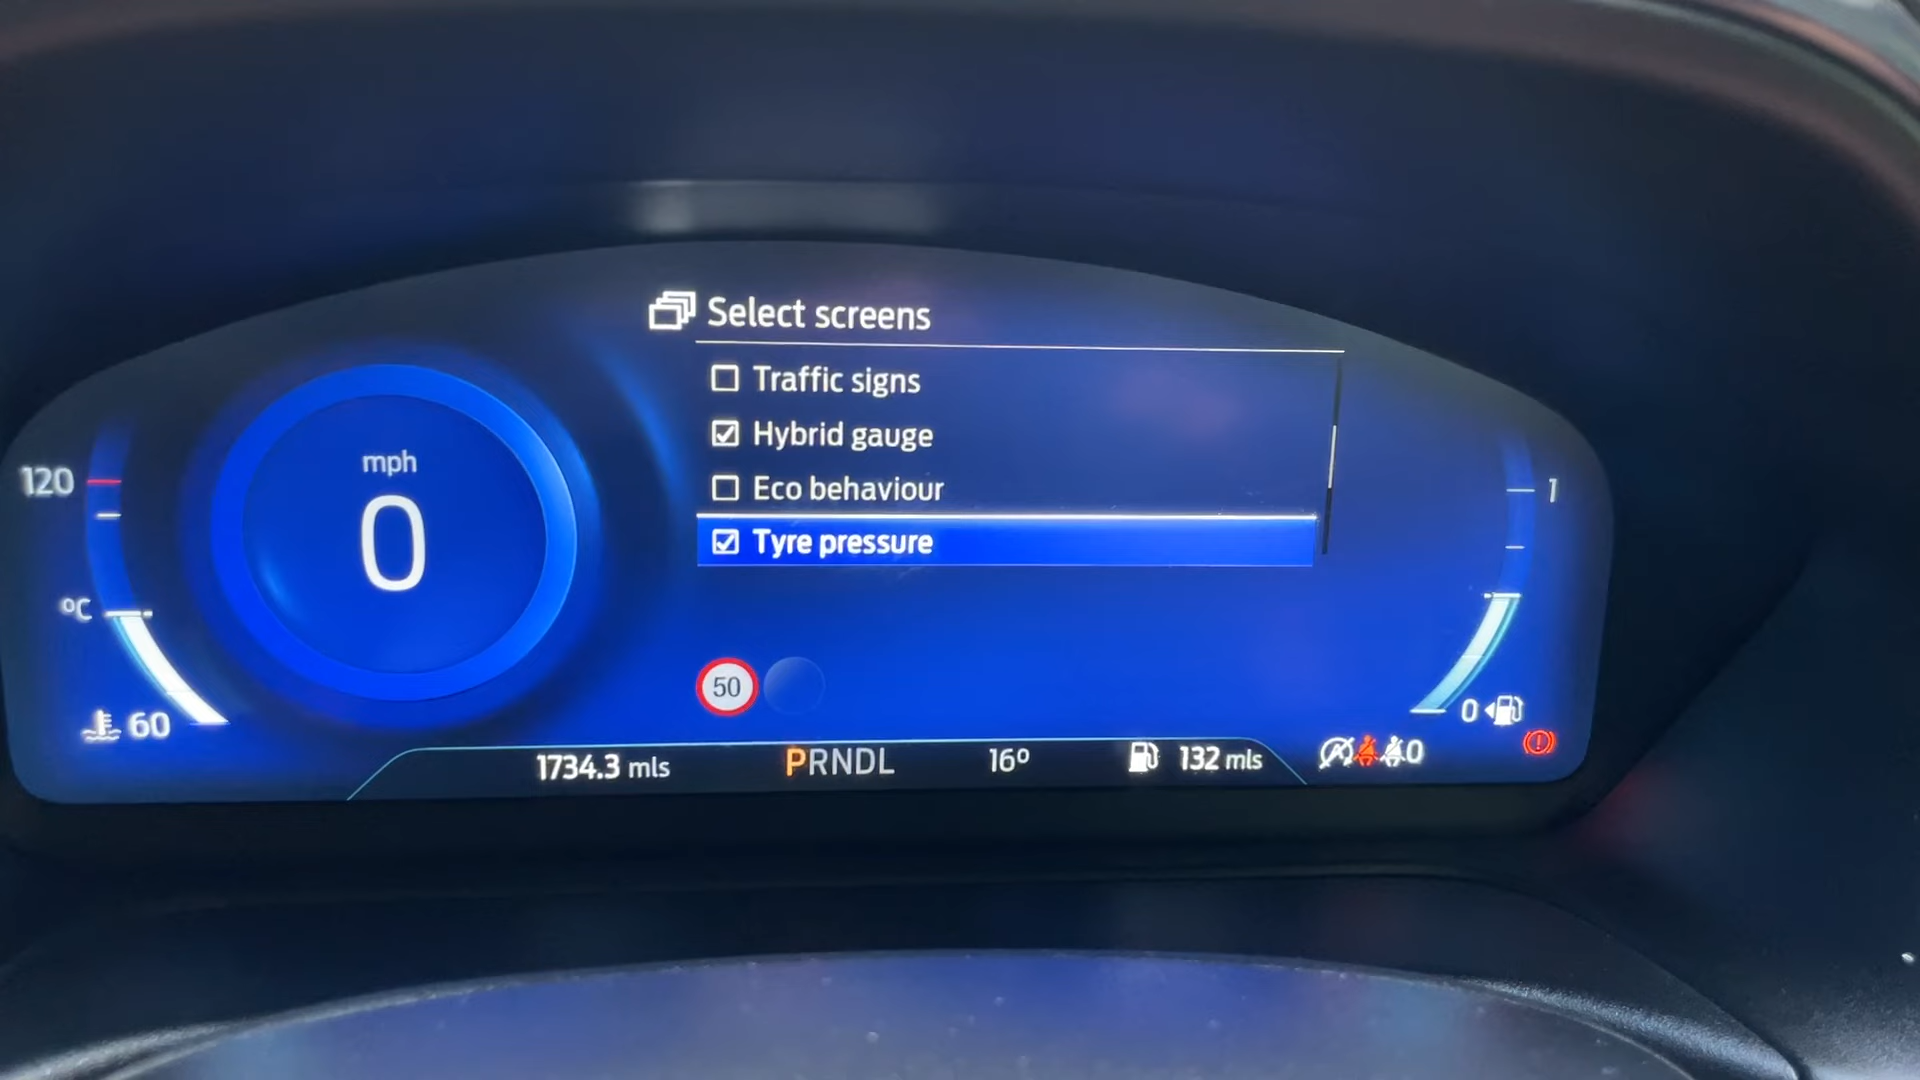 Select screens
Traffic signs
Hybrid gauge
Eco behaviour
Tyre pressure
mph
0
120
°C
60
1
0
50
1734.3 mls
PRNDL
16°
132 mls
0